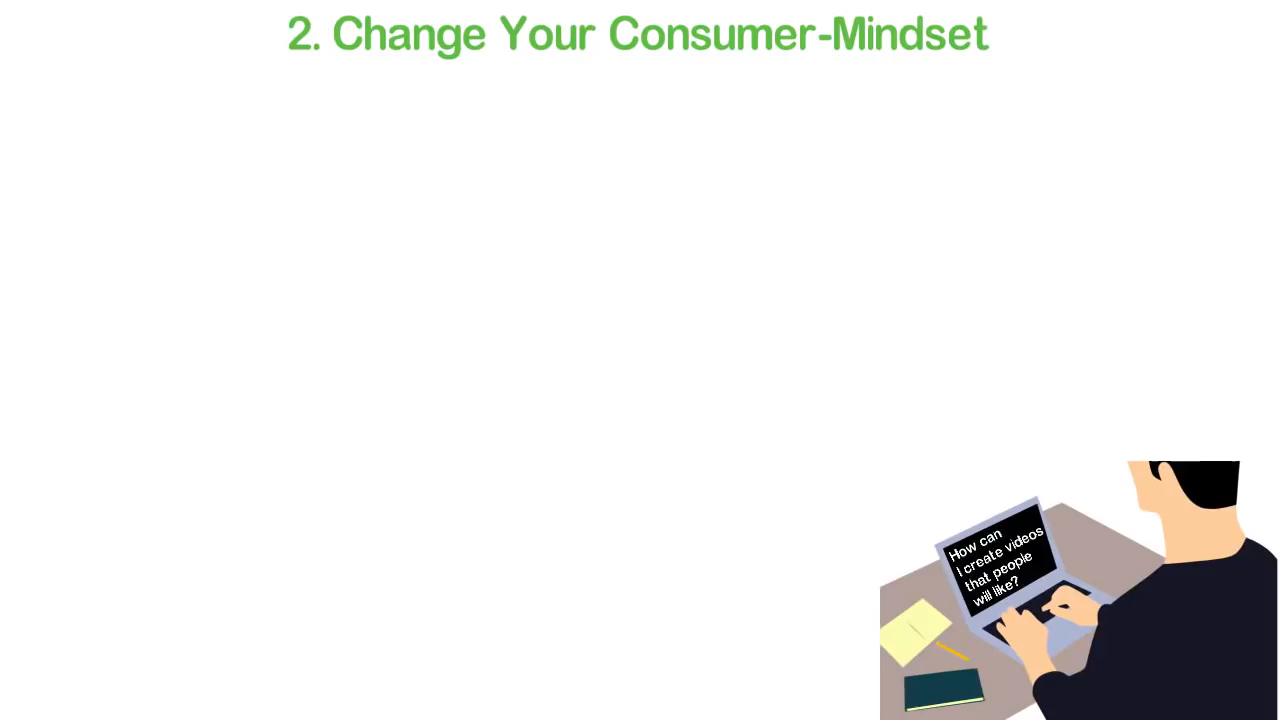 2. Change Your Consumer-Mindset
How can
I create videos
that people
will like?